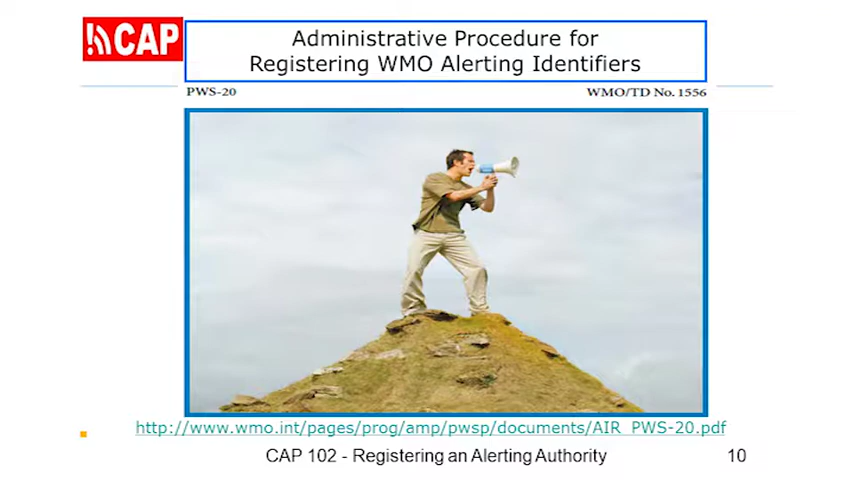 CAP
Administrative Procedure for
Registering WMO Alerting Identifiers
PWS-20 WMO/TD No. 1556
http://www.wmo.int/pages/prog/amp/pwsp/documents/AIR_PWS-20.pdf
CAP 102 - Registering an Alerting Authority 10